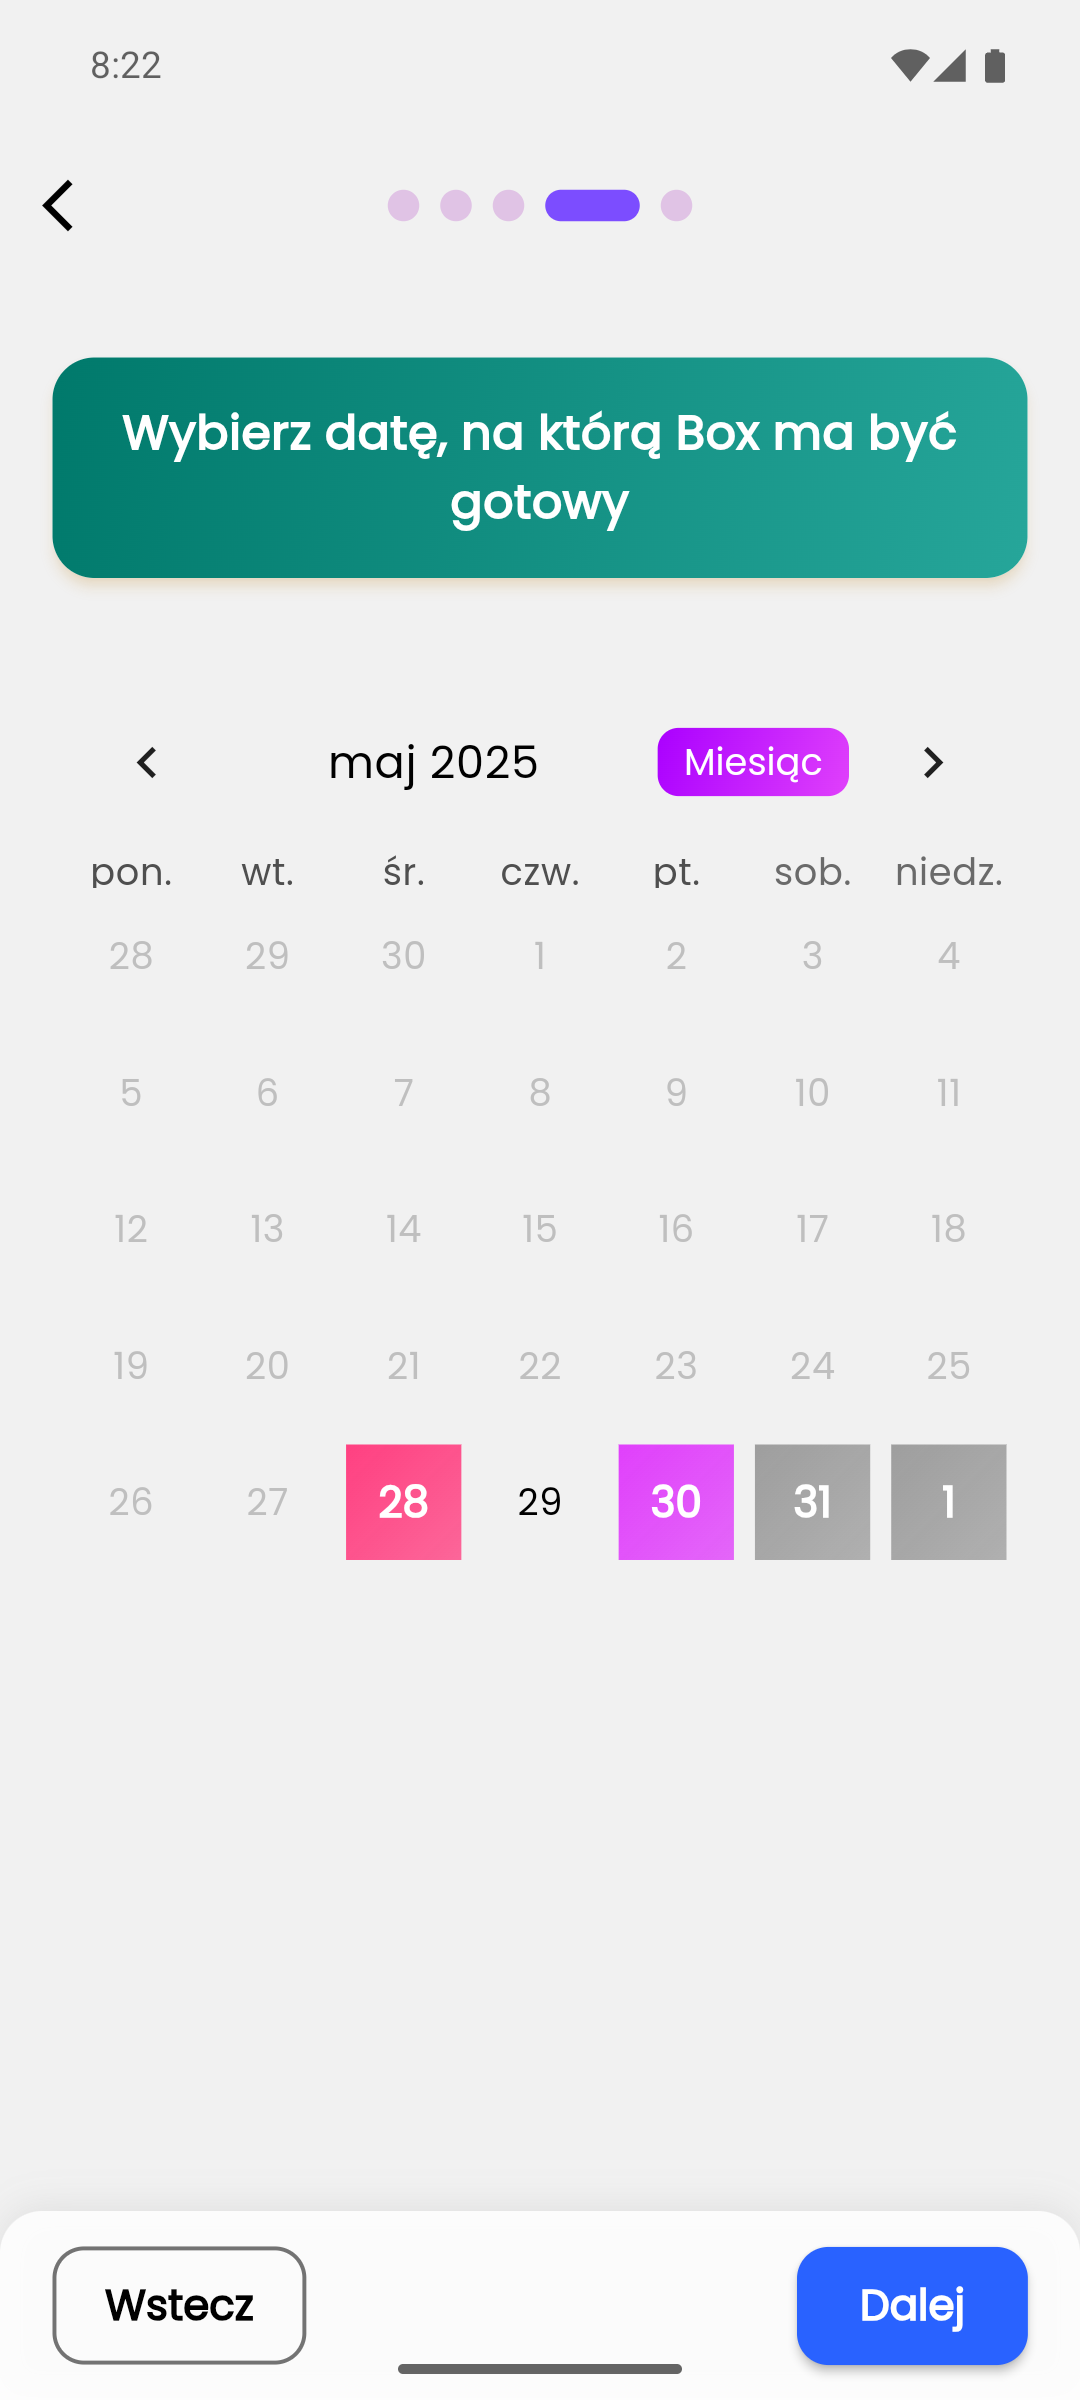 8:22
Wybierz datę, na którą Box ma być
gotowy
maj 2025 Miesiąc
pon. wt. śr. czw. pt. sob. niedz.
28 29 30 1 2 3 4
5 6 7 8 9 10 11
12 13 14 15 16 17 18
19 20 21 22 23 24 25
26 27 28 29 30 31 1
Wstecz Dalej